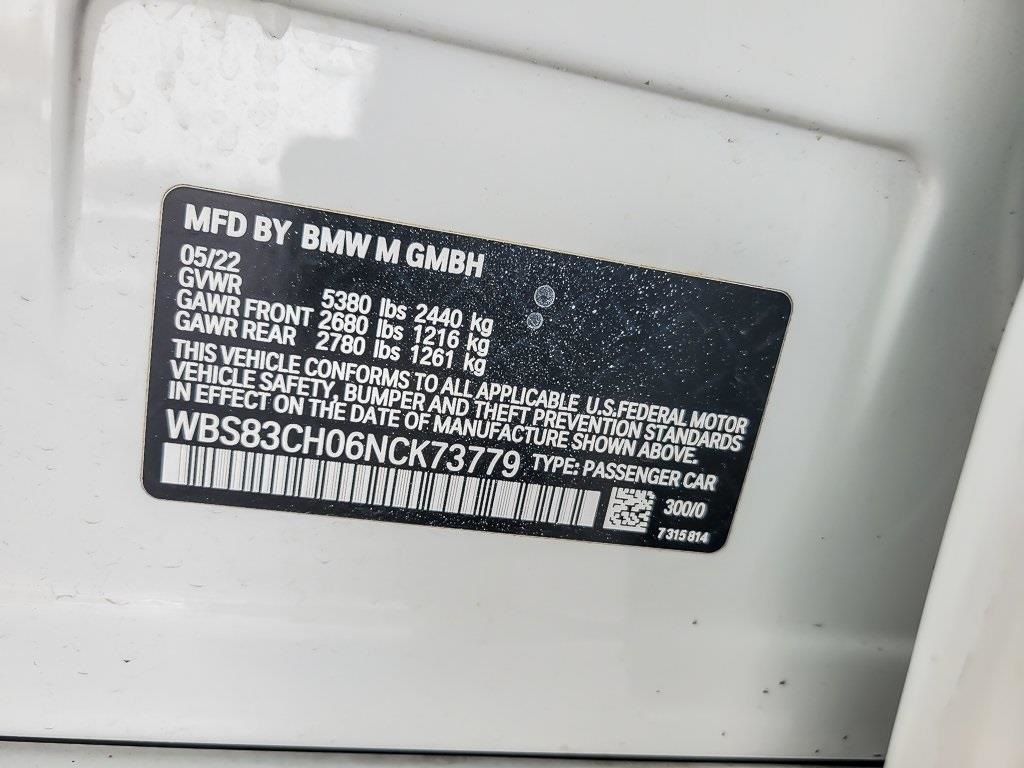 MFD BY BMW M GMBH
05/22
GVWR 5380 lbs 2440 kg
GAWR FRONT 2680 lbs 1216 kg
GAWR REAR 2780 lbs 1261 kg
THIS VEHICLE CONFORMS TO ALL APPLICABLE U.S.FEDERAL MOTOR
VEHICLE SAFETY, BUMPER AND THEFT PREVENTION STANDARDS
IN EFFECT ON THE DATE OF MANUFACTURE SHOWN ABOVE.
WBS83CH06NCK73779 TYPE: PASSENGER CAR
300/0
7 315 814